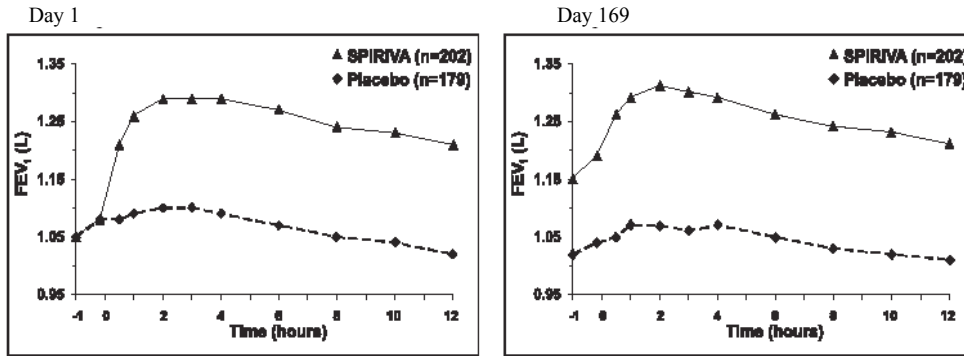 Day 1
SPIRIVA (n=202)
Placebo (n=179)
1.35
1.25
1.15
1.05
0.95
FEV₁ (L)
-1 0 2 4 6 8 10 12
Time (hours)
Day 169
SPIRIVA (n=202)
Placebo (n=179)
1.35
1.25
1.15
1.05
0.95
FEV₁ (L)
-1 0 2 4 6 8 10 12
Time (hours)